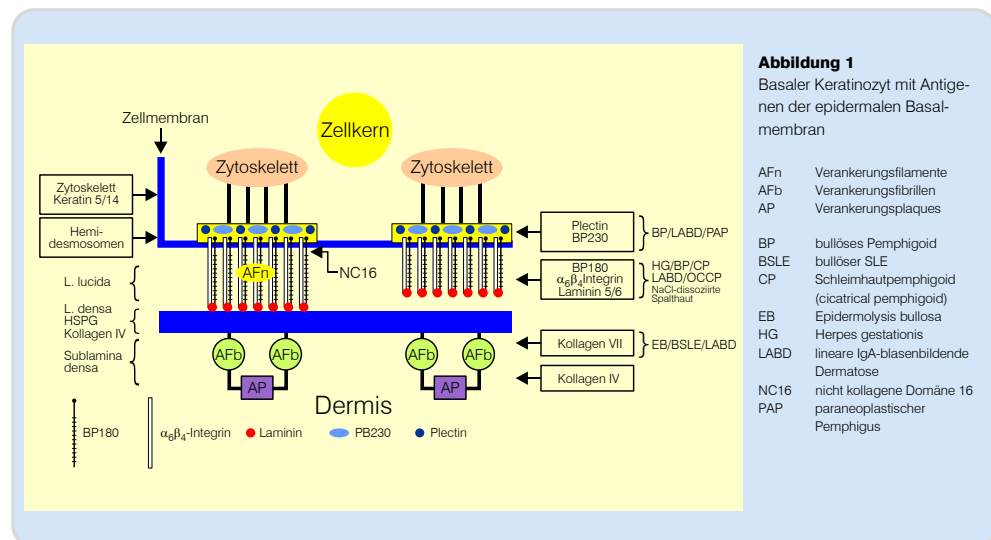 Zellmembran
Zellkern
Zytoskelett
Zytoskelett
Zytoskelett
Keratin 5/14
Hemi-
desmosomen
L. lucida
L. densa
HSPG
Kollagen IV
Sublamina
densa
AFn
NC16
Plectin
BP230
BP/LABD/PAP
BP180
α6β4Integrin
Laminin 5/6
HG/BP/CP
LABD/OCCP
NaCl-dissoziirte
Spalthaut
Kollagen VII
EB/BSLE/LABD
Kollagen IV
AFb
AFb
AP
AFb
AFb
AP
Dermis
BP180
α6β4-Integrin
Laminin
PB230
Plectin
Abbildung 1
Basaler Keratinozyt mit Antige-
nen der epidermalen Basal-
membran
AFn Verankerungsfilamente
AFb Verankerungsfibrillen
AP Verankerungsplaques
BP bullöses Pemphigoid
BSLE bullöser SLE
CP Schleimhautpemphigoid
(cicatrical pemphigoid)
EB Epidermolysis bullosa
HG Herpes gestationis
LABD lineare IgA-blasenbildende
Dermatose
NC16 nicht kollagene Domäne 16
PAP paraneoplastischer
Pemphigus